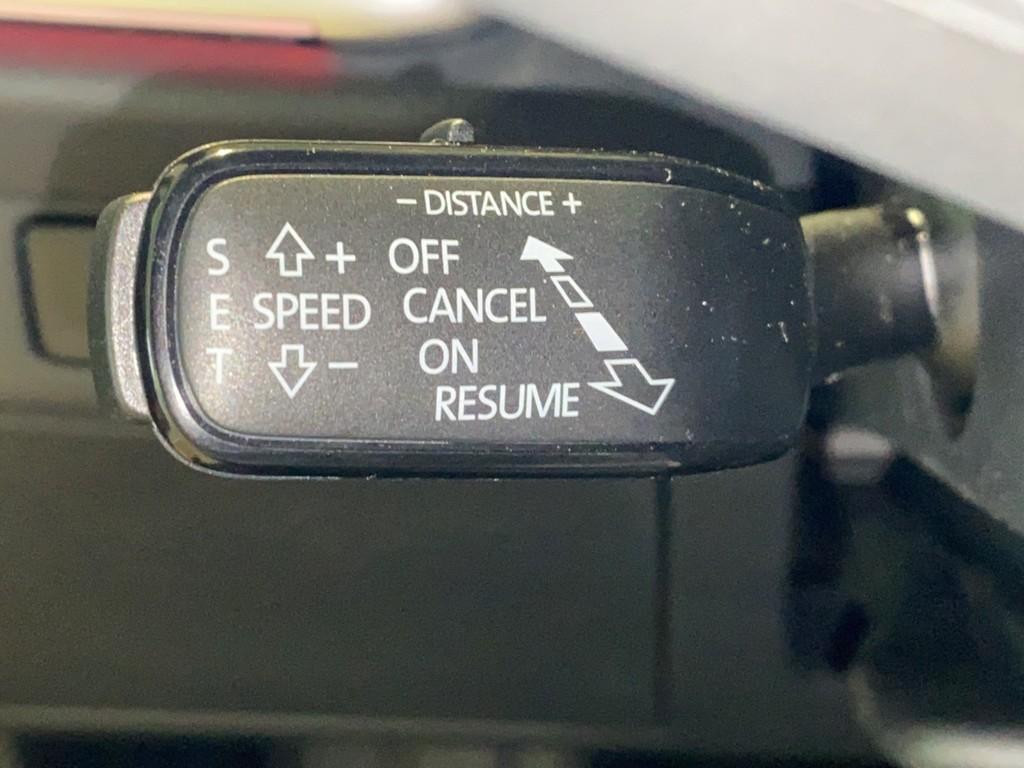 − DISTANCE +
S + OFF
E SPEED CANCEL
T − ON
RESUME